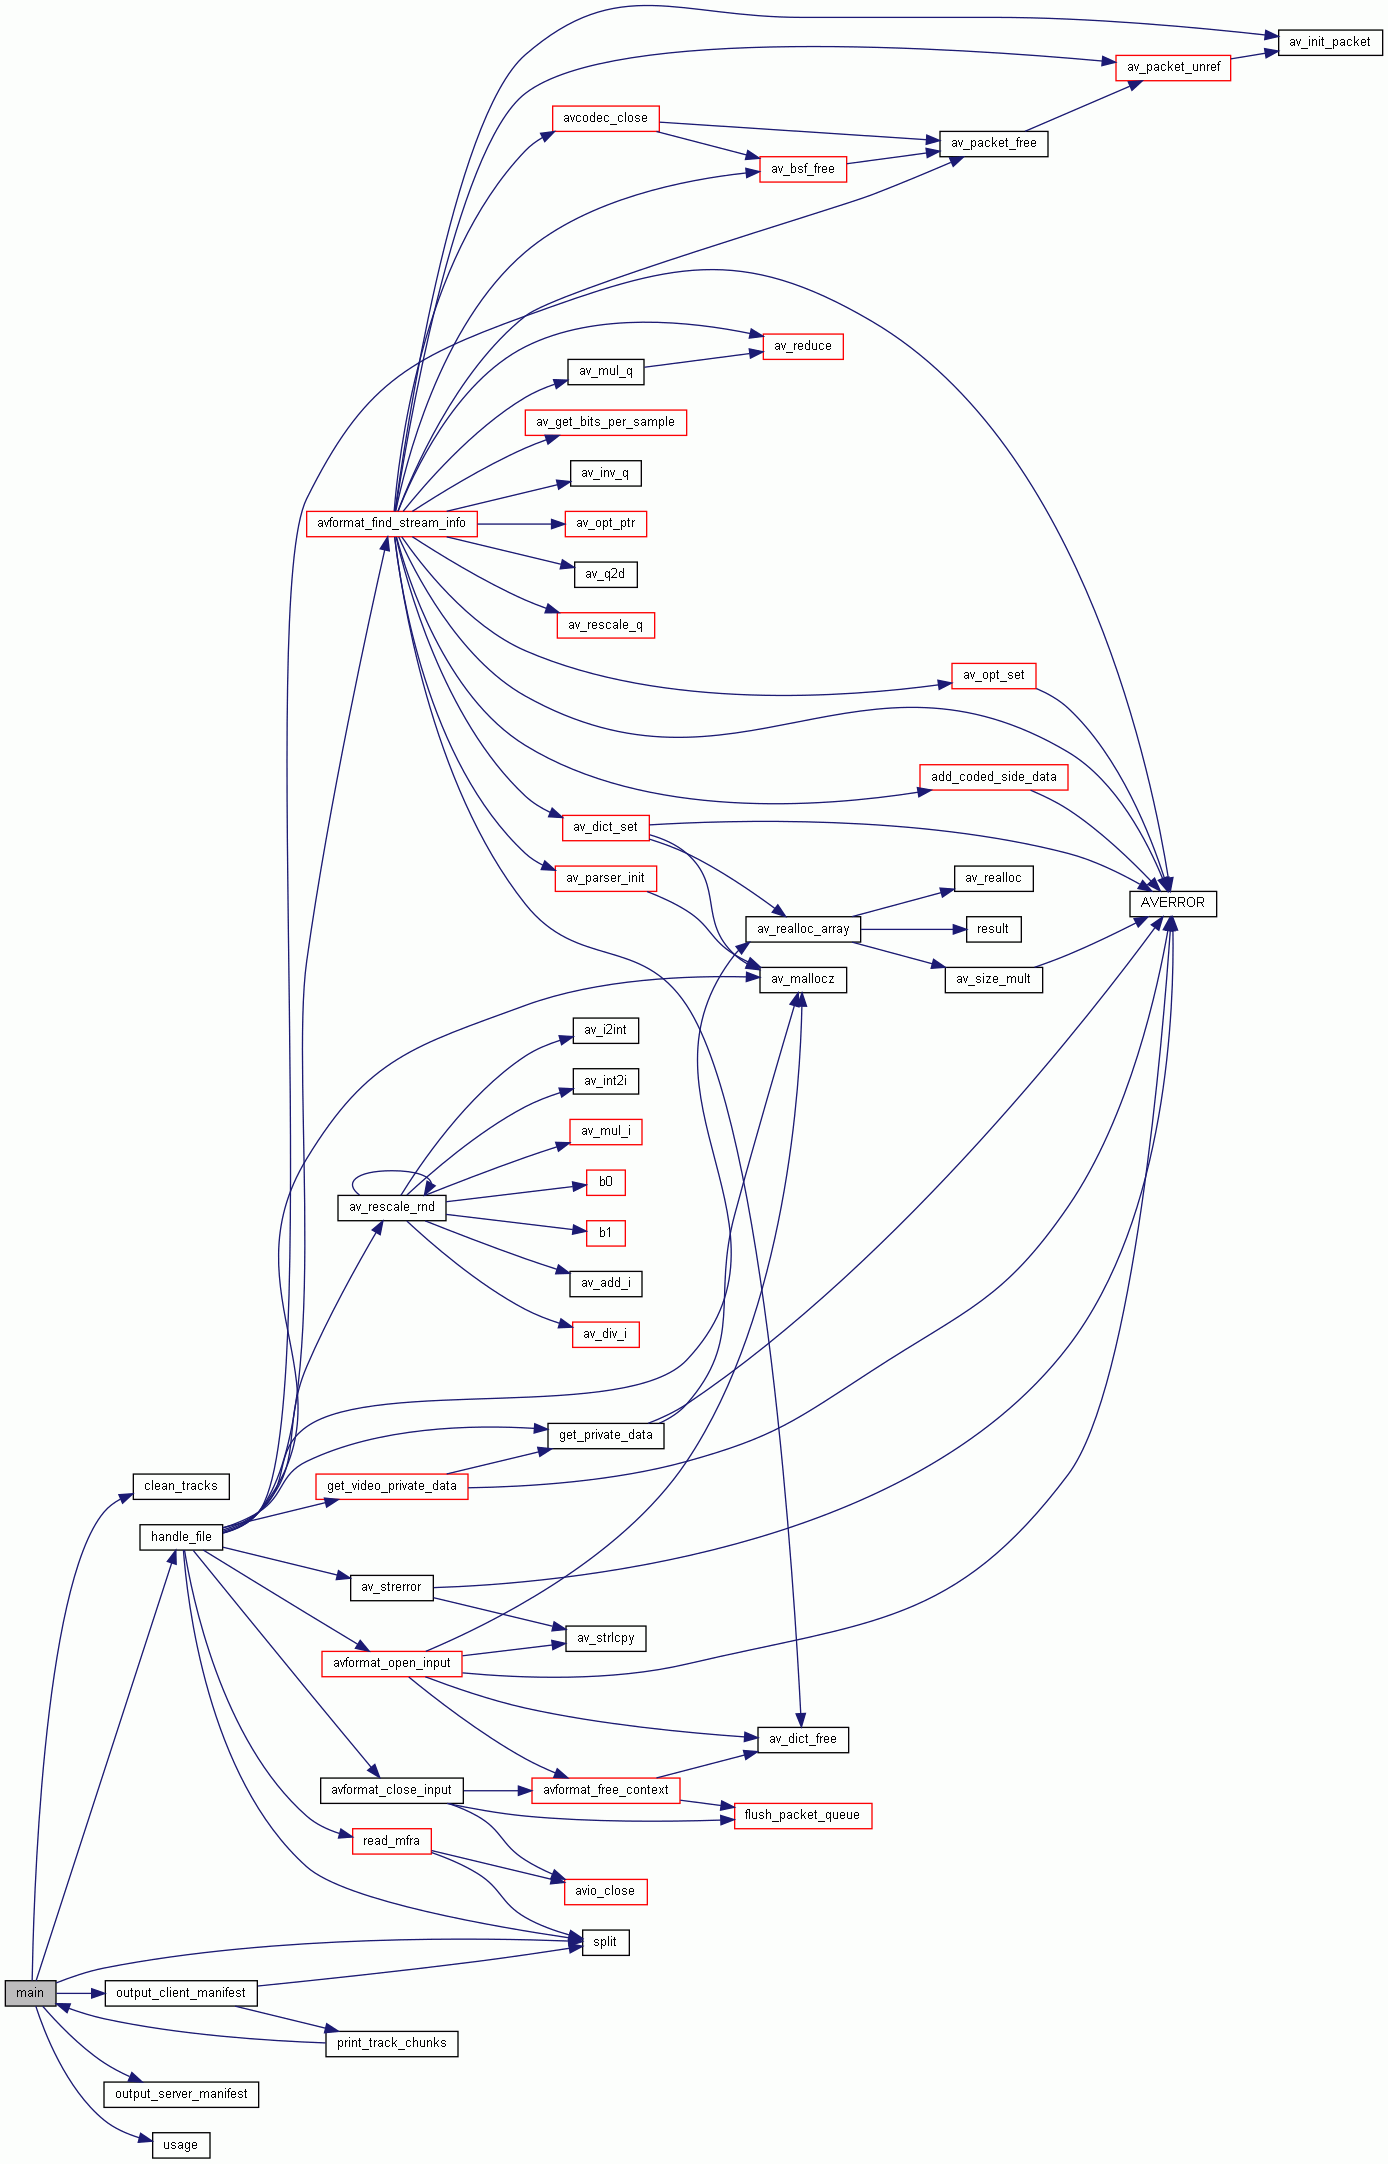 av_init_packet
av_packet_unref
avcodec_close
av_packet_free
av_bsf_free
av_reduce
av_mul_q
av_get_bits_per_sample
av_inv_q
avformat_find_stream_info
av_opt_ptr
av_q2d
av_rescale_q
av_opt_set
add_coded_side_data
av_dict_set
av_parser_init
av_realloc
AVERROR
av_realloc_array
result
av_mallocz
av_size_mult
av_i2int
av_int2i
av_mul_i
b0
av_rescale_rnd
b1
av_add_i
av_div_i
get_private_data
clean_tracks
get_video_private_data
handle_file
av_strerror
av_strlcpy
avformat_open_input
av_dict_free
avformat_close_input
avformat_free_context
flush_packet_queue
read_mfra
avio_close
split
main
output_client_manifest
print_track_chunks
output_server_manifest
usage